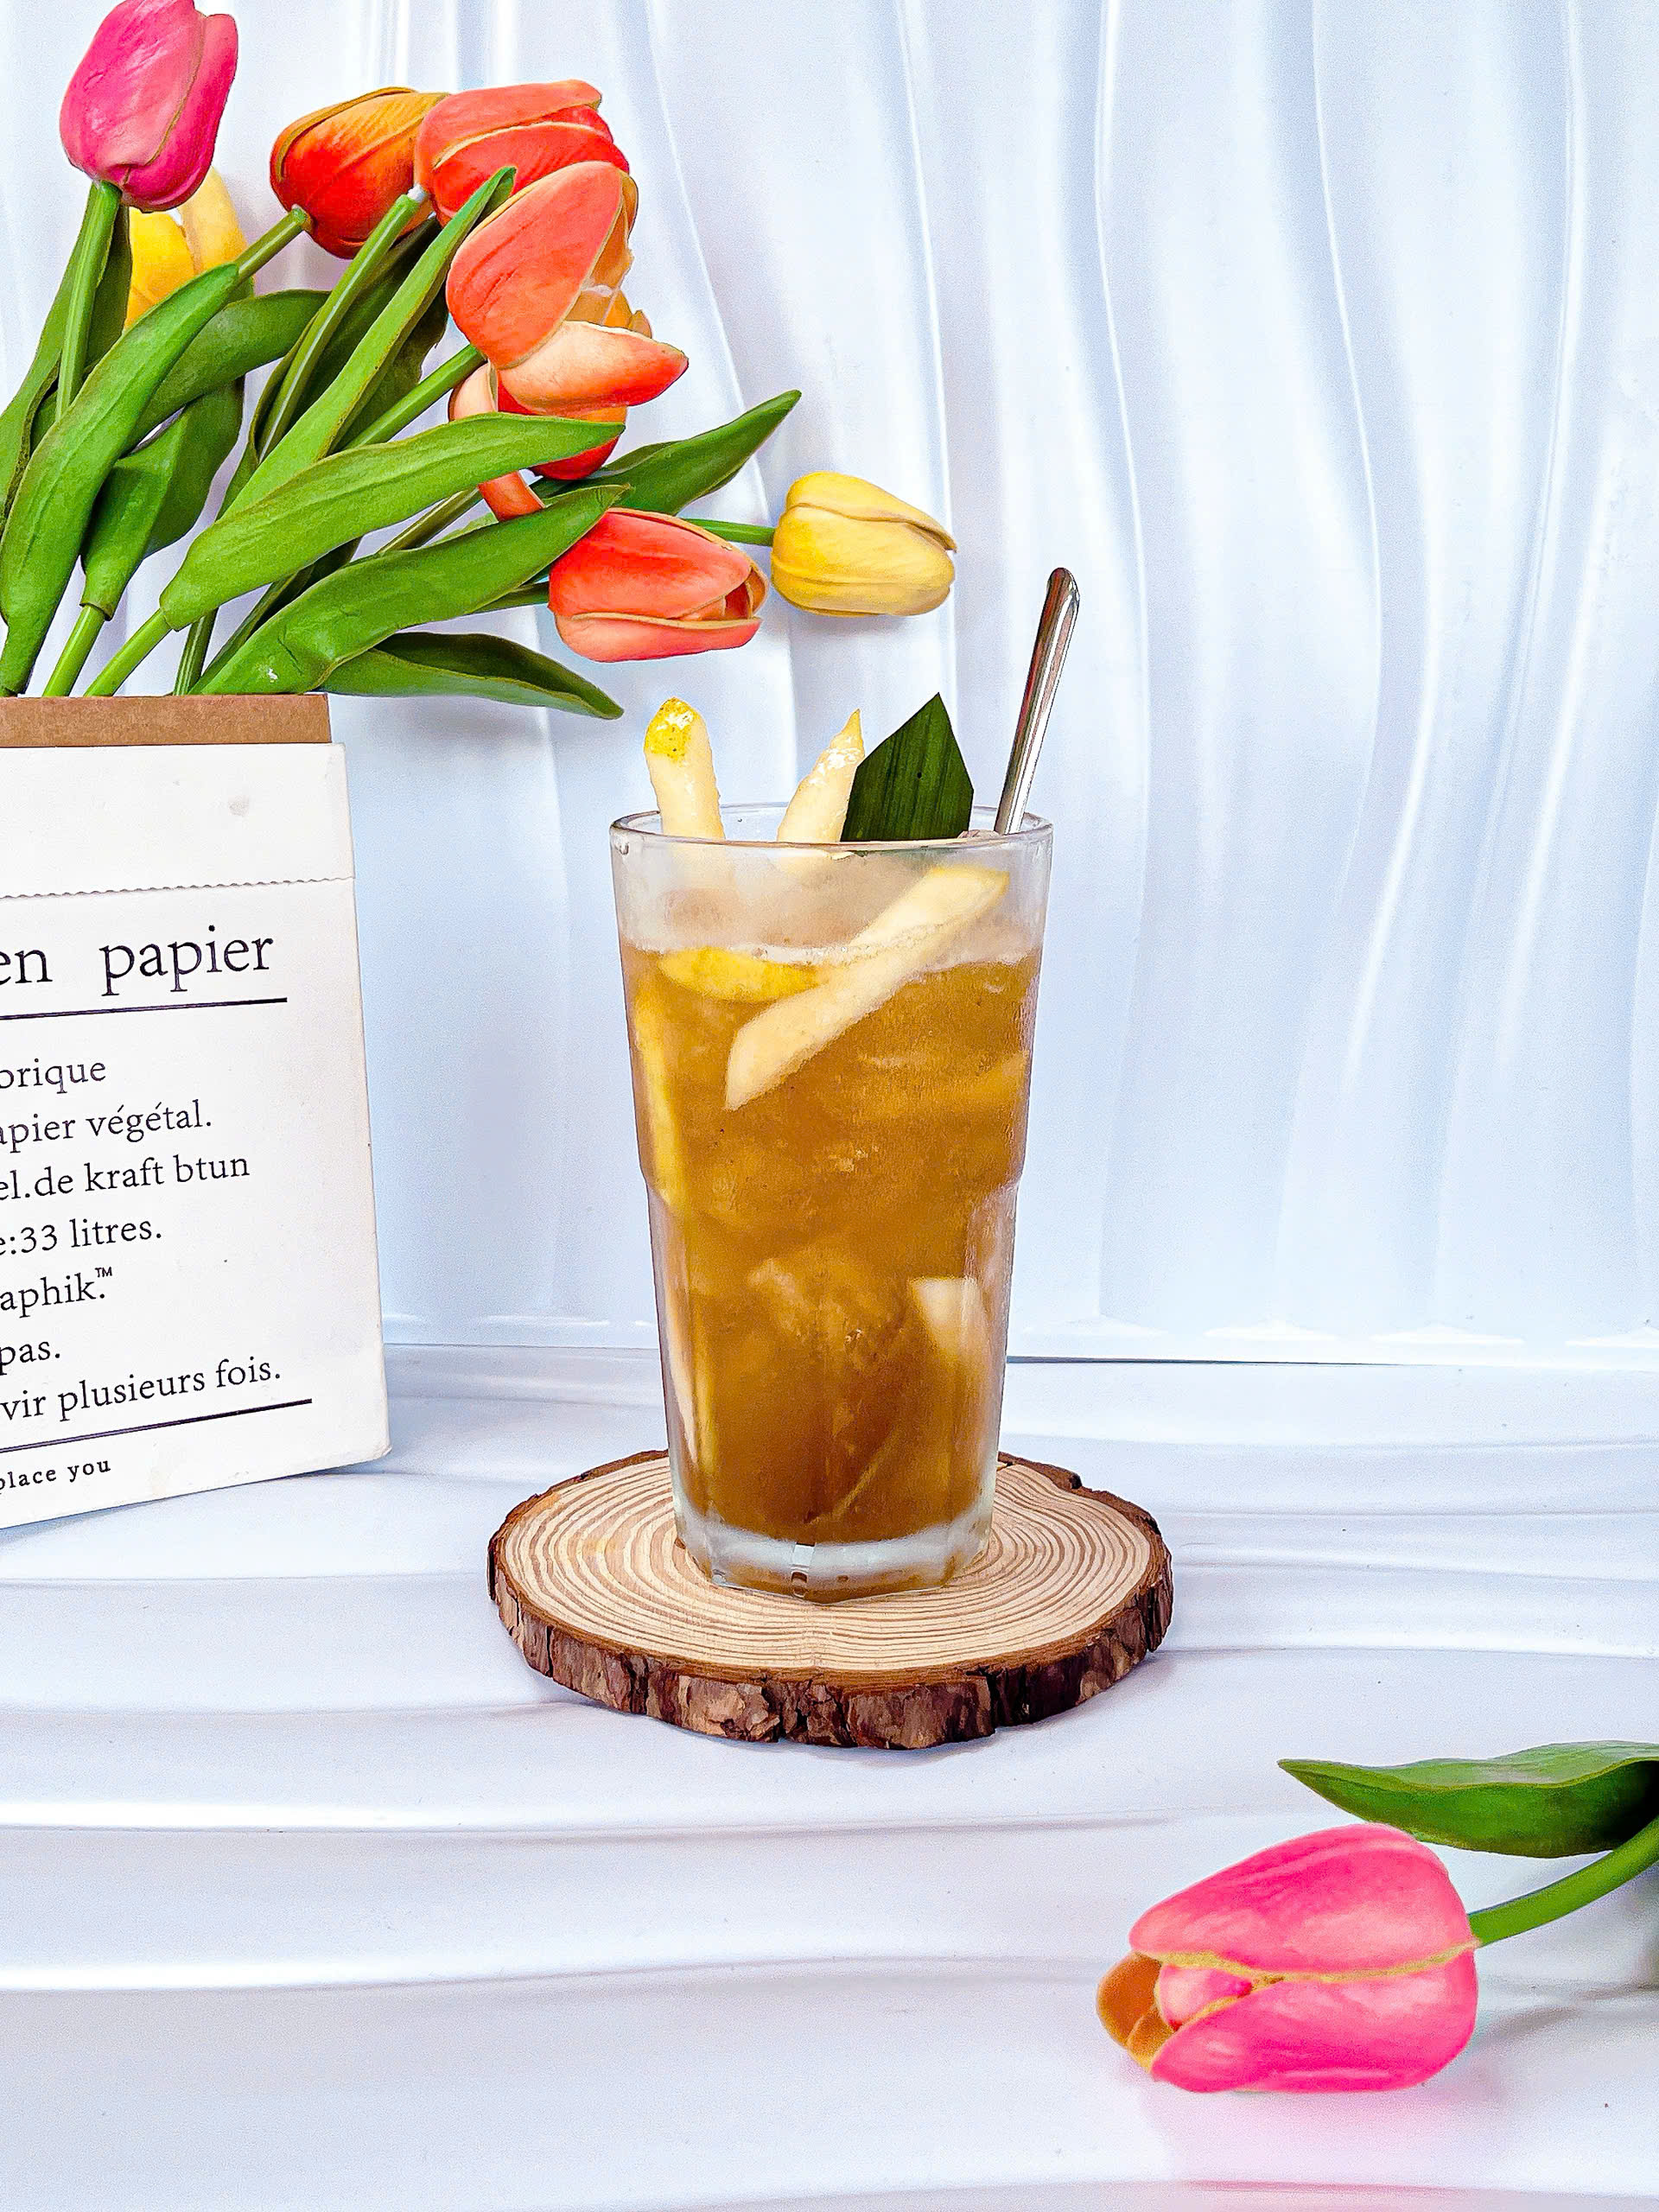 en papier
orique
apier végétal.
el.de kraft btun
e:33 litres.
aphik.™
pas.
vir plusieurs fois.
place you